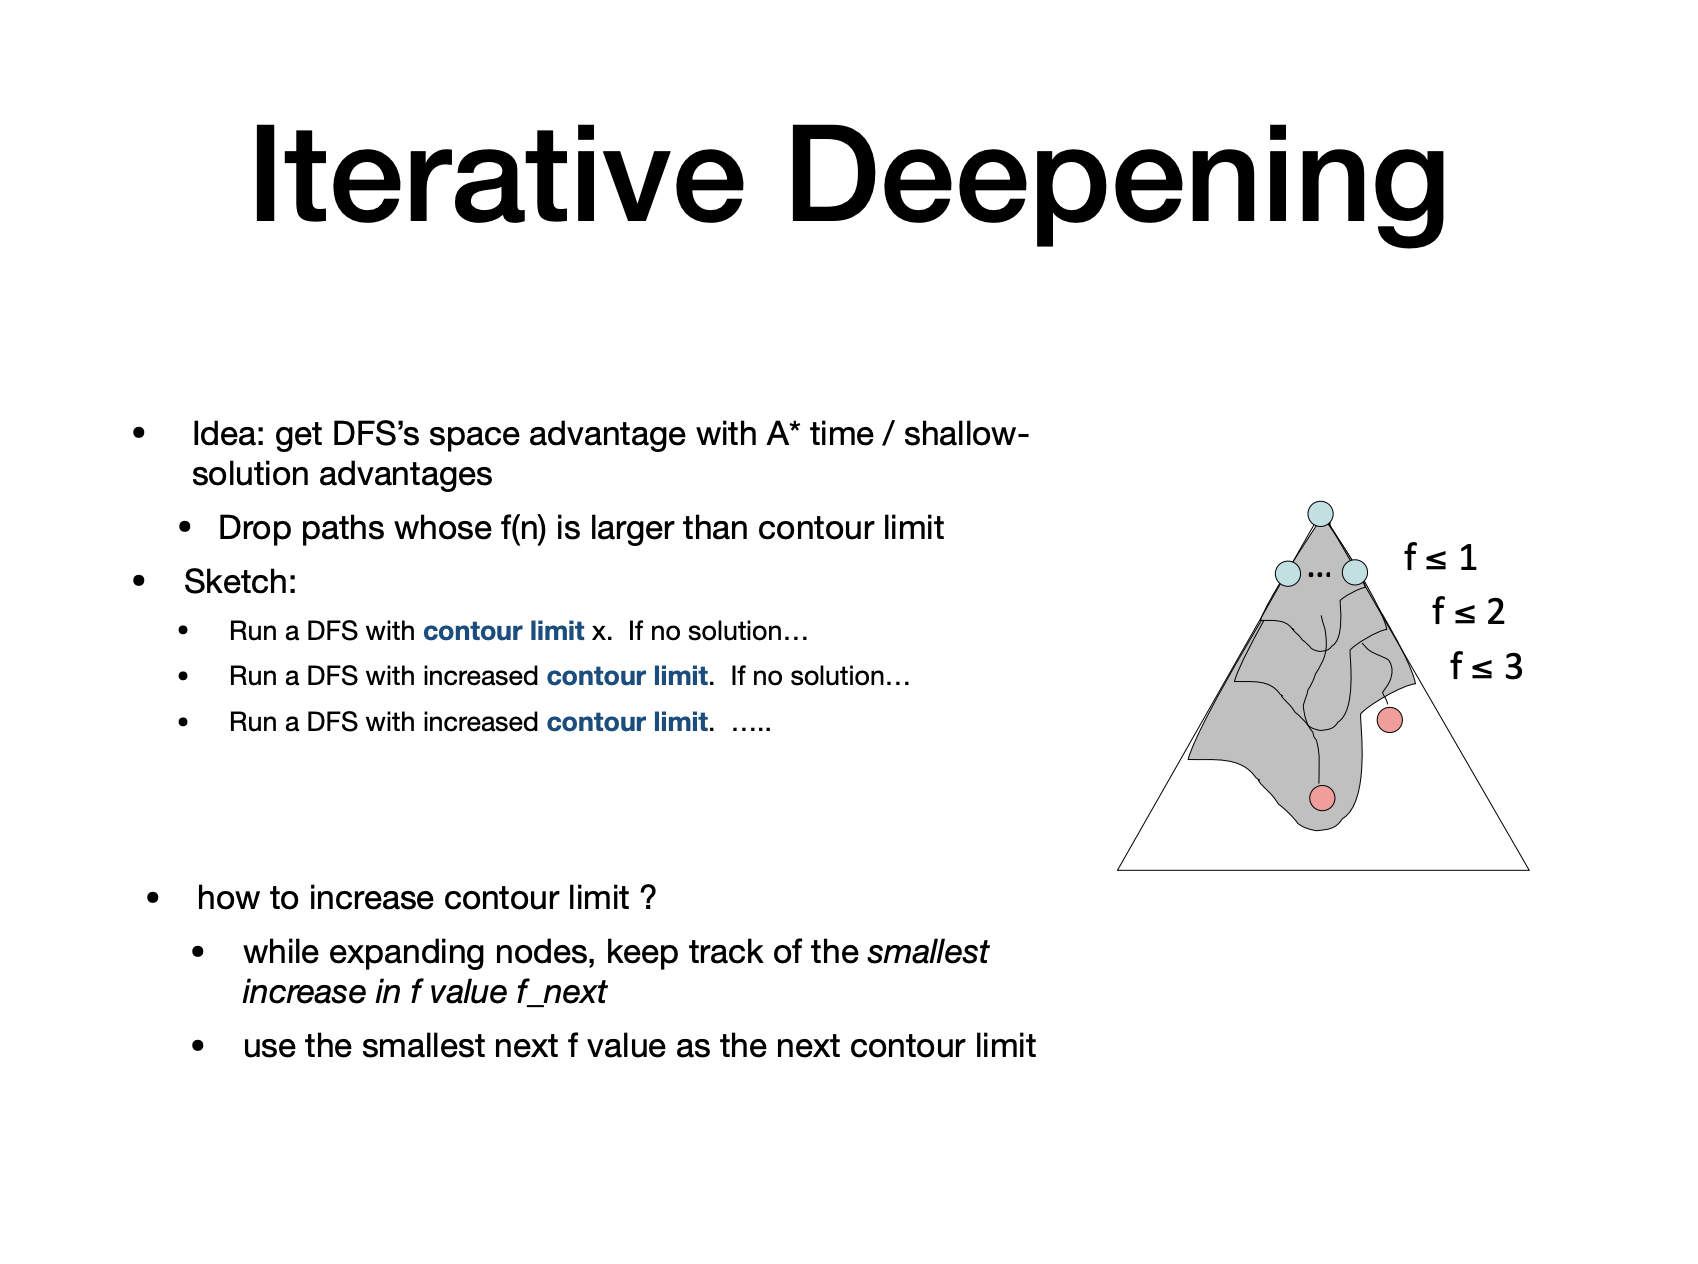 Iterative Deepening
• Idea: get DFS’s space advantage with A* time / shallow-
solution advantages
• Drop paths whose f(n) is larger than contour limit
• Sketch:
• Run a DFS with contour limit x. If no solution…
• Run a DFS with increased contour limit. If no solution…
• Run a DFS with increased contour limit. …..
… f ≤ 1
f ≤ 2
f ≤ 3
• how to increase contour limit ?
• while expanding nodes, keep track of the smallest
increase in f value f_next
• use the smallest next f value as the next contour limit